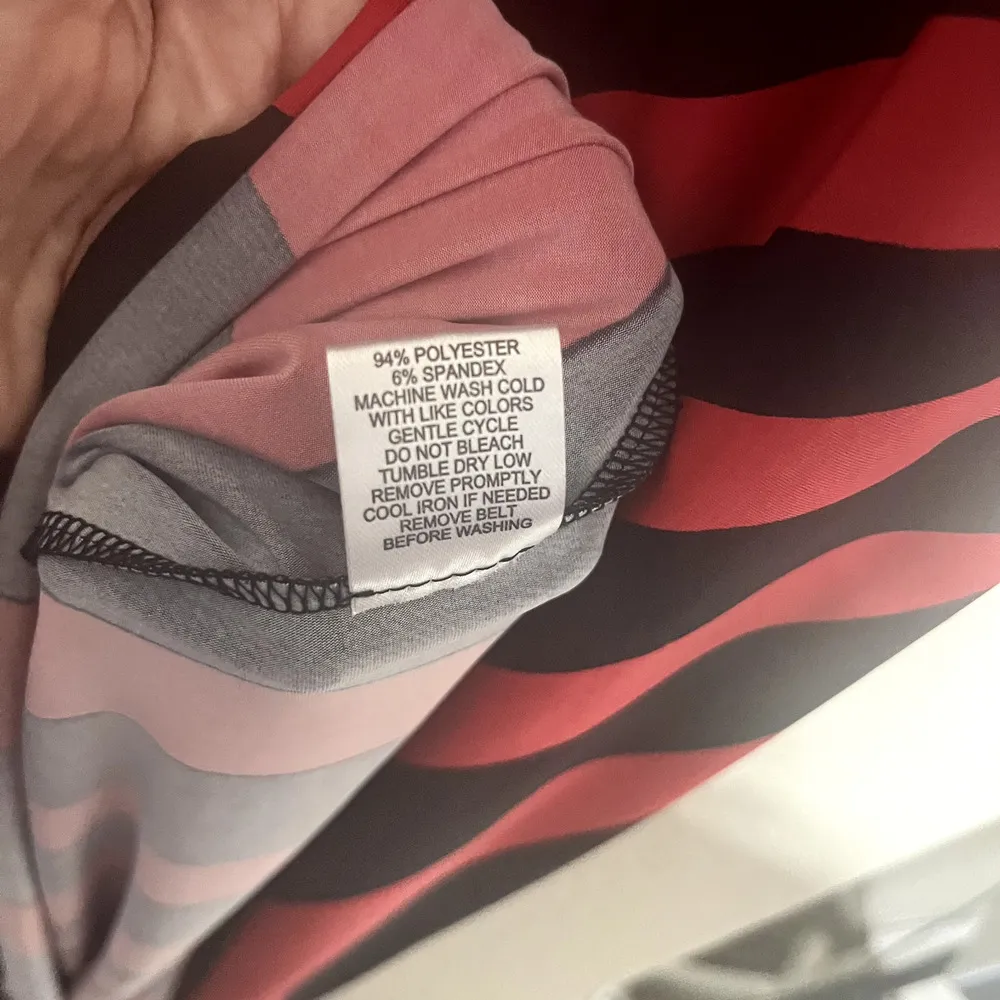 94% POLYESTER
6% SPANDEX
MACHINE WASH COLD
WITH LIKE COLORS
GENTLE CYCLE
DO NOT BLEACH
TUMBLE DRY LOW
REMOVE PROMPTLY
COOL IRON IF NEEDED
REMOVE BELT
BEFORE WASHING